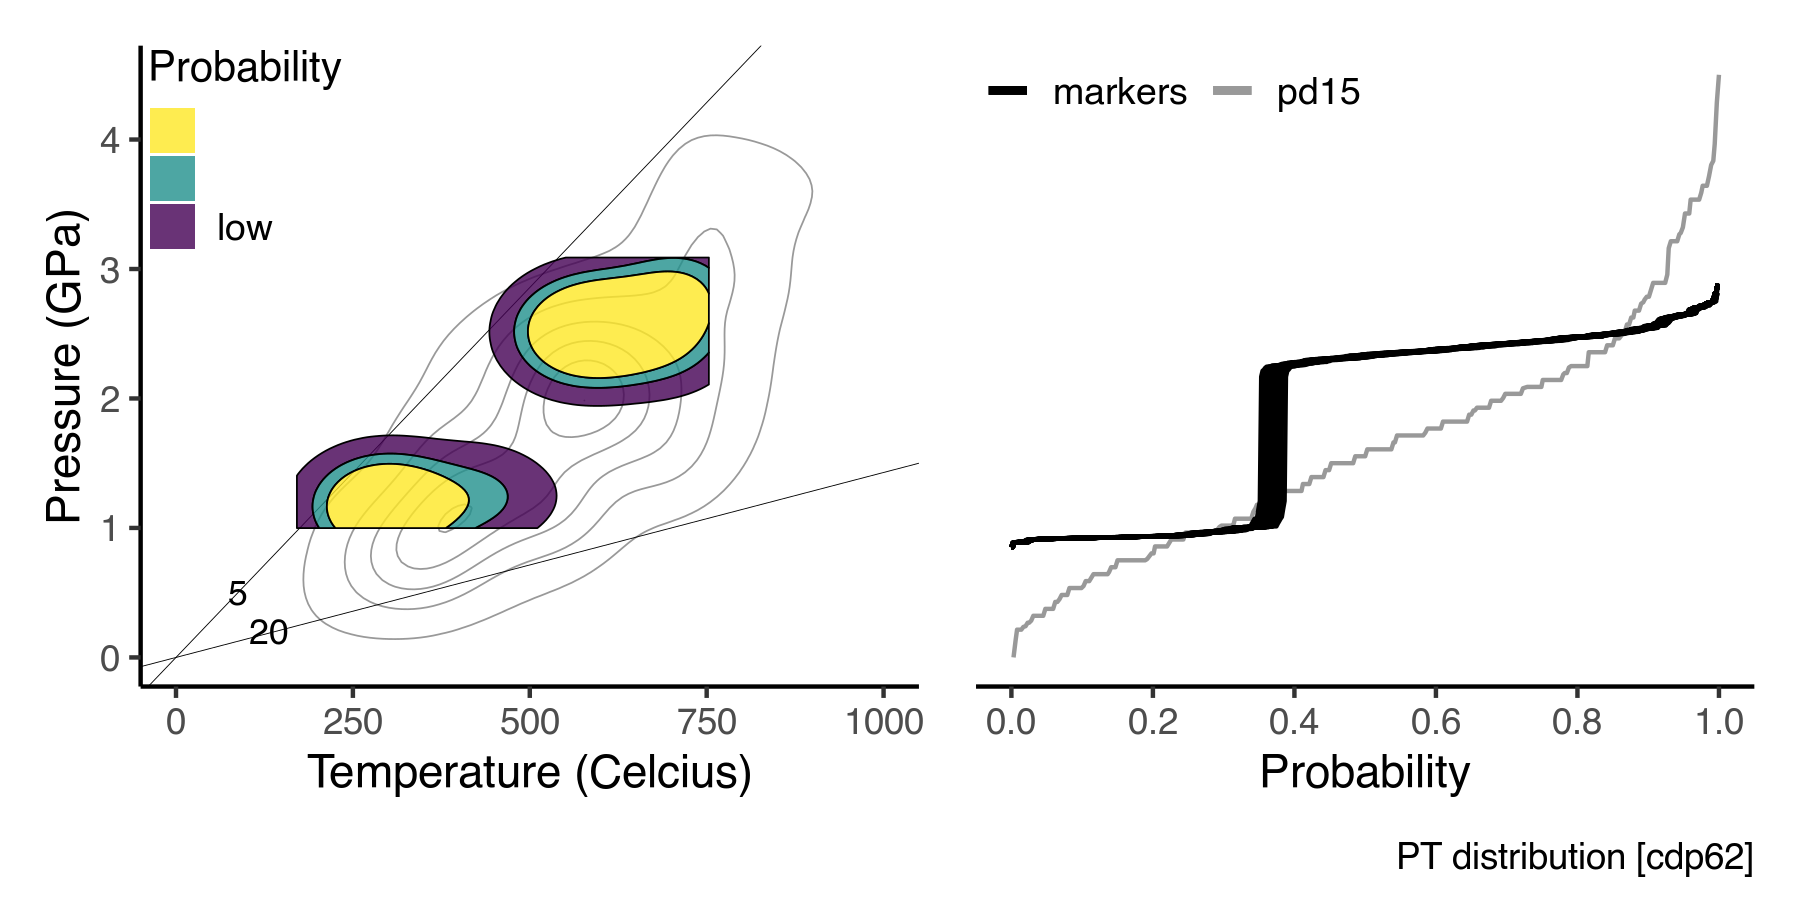 Probability
low
4
3
2
1
0
Pressure (GPa)
5
20
0 250 500 750 1000
Temperature (Celcius)
markers pd15
0.0 0.2 0.4 0.6 0.8 1.0
Probability
PT distribution [cdp62]